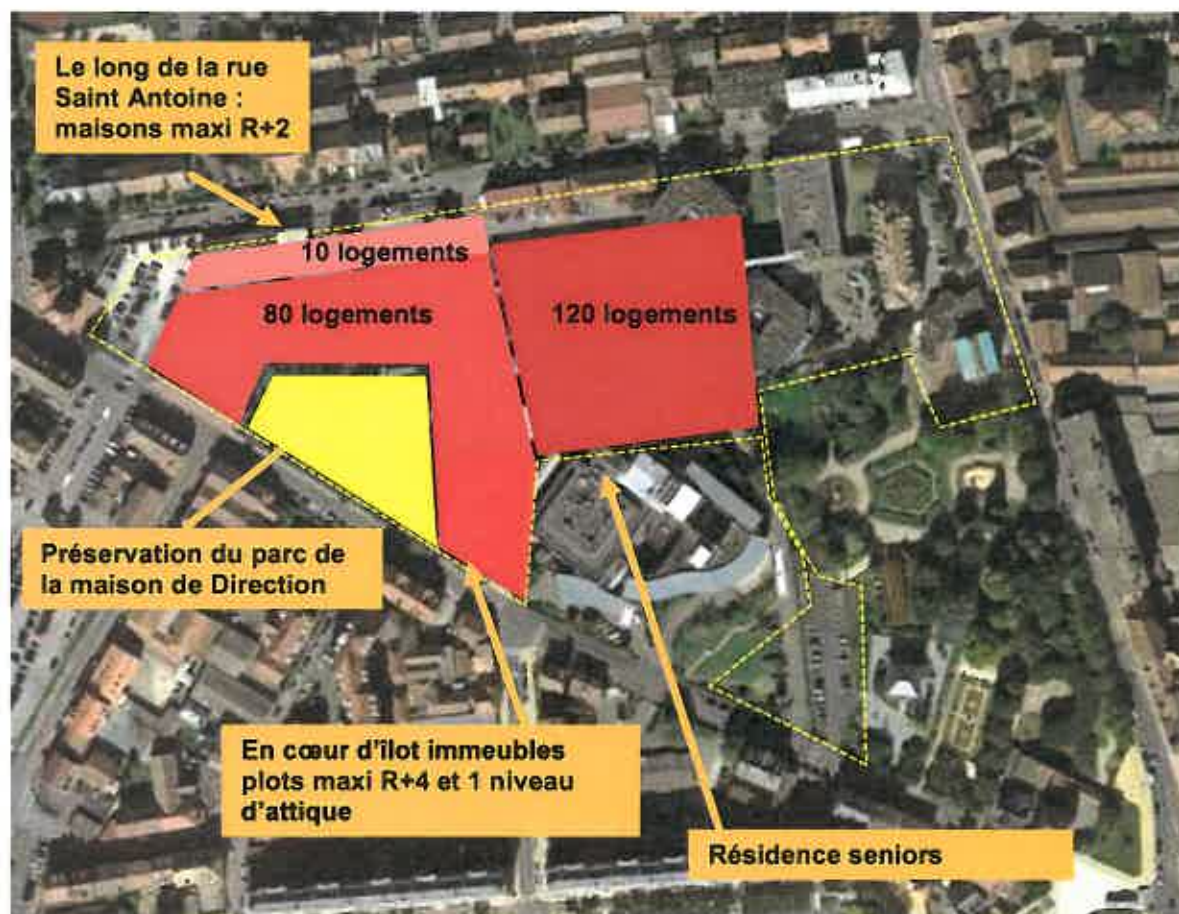 Le long de la rue
Saint Antoine :
maisons maxi R+2
10 logements
80 logements
120 logements
Préservation du parc de
la maison de Direction
En cœur d'îlot immeubles
plots maxi R+4 et 1 niveau
d'attique
Résidence seniors